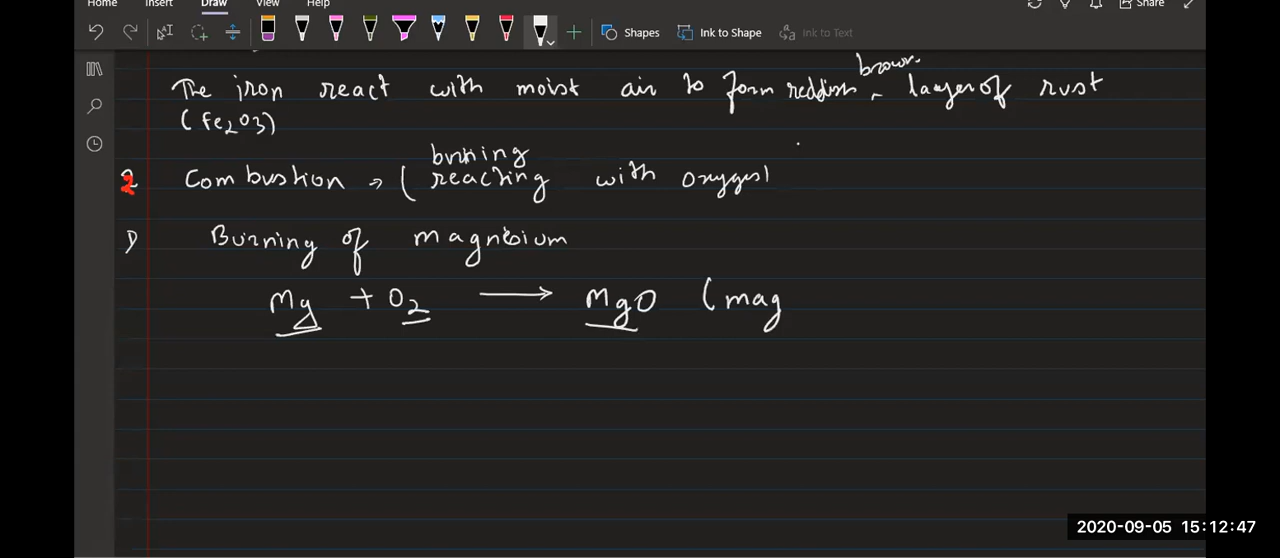 Home Insert Draw View Help Share
Shapes Ink to Shape Ink to Text
brown
The iron react with moist air to form reddish layer of rust
(Fe2O3)
burning
2 Combustion → ( reacting with oxygen
1) Burning of magnesium
Mg + O2 → MgO (mag
2020-09-05 15:12:47